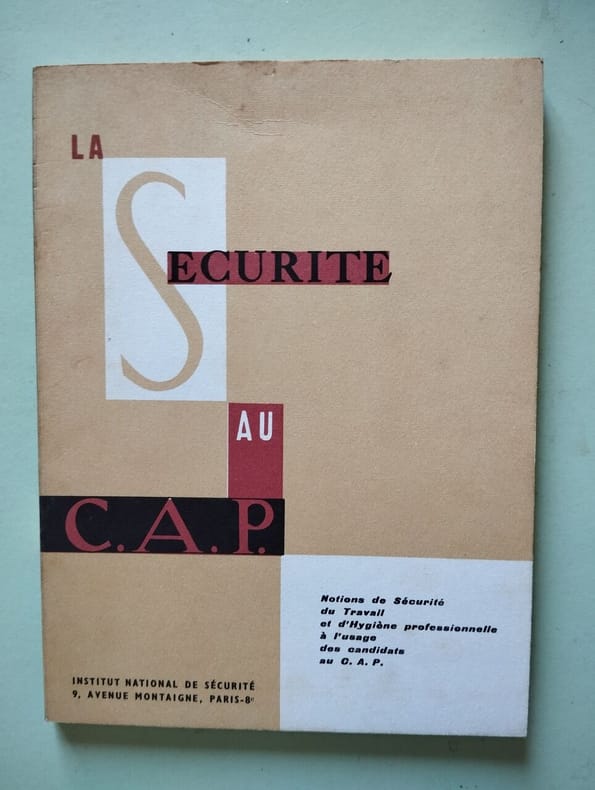 LA
SECURITE
AU
C.A.P.
Notions de Sécurité
du Travail
et d'Hygiène professionnelle
à l'usage
des candidats
au C. A. P.
INSTITUT NATIONAL DE SÉCURITÉ
9, AVENUE MONTAIGNE, PARIS-8e